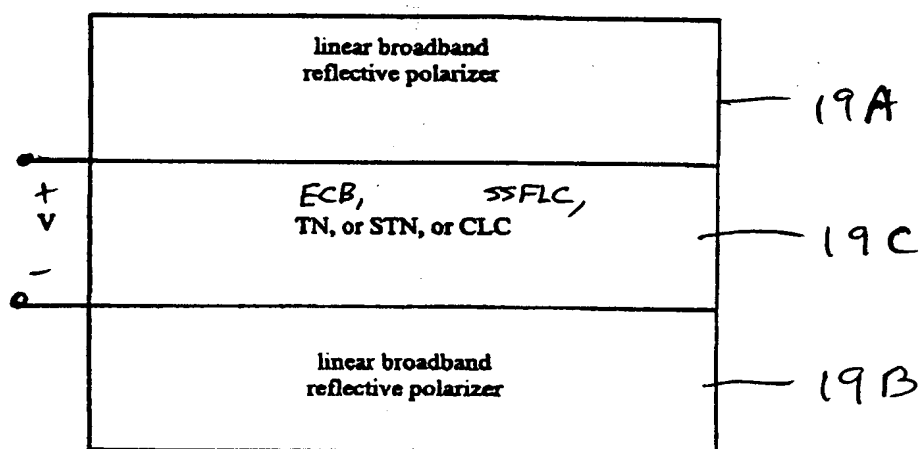 linear broadband
reflective polarizer
19A
+
V
-
ECB, SSFLC,
TN, or STN, or CLC
19C
linear broadband
reflective polarizer
19B